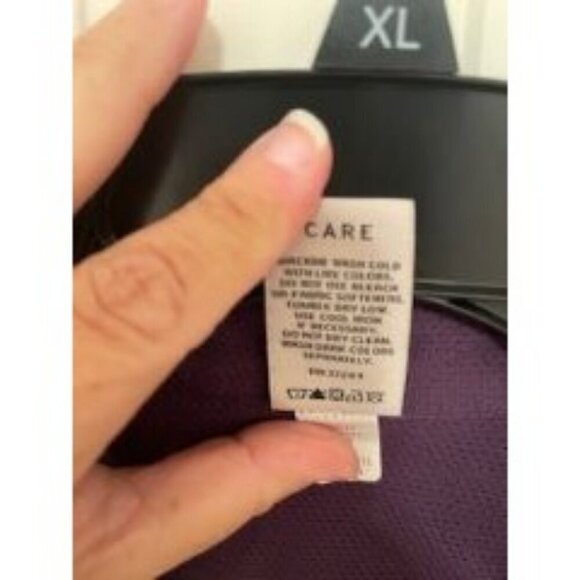 XL
CARE
MACHINE WASH COLD
WITH LIKE COLORS.
DO NOT USE BLEACH
OR FABRIC SOFTENERS.
TUMBLE DRY LOW.
USE COOL IRON
IF NECESSARY.
DO NOT DRY CLEAN.
WASH DARK COLORS
SEPARATELY.